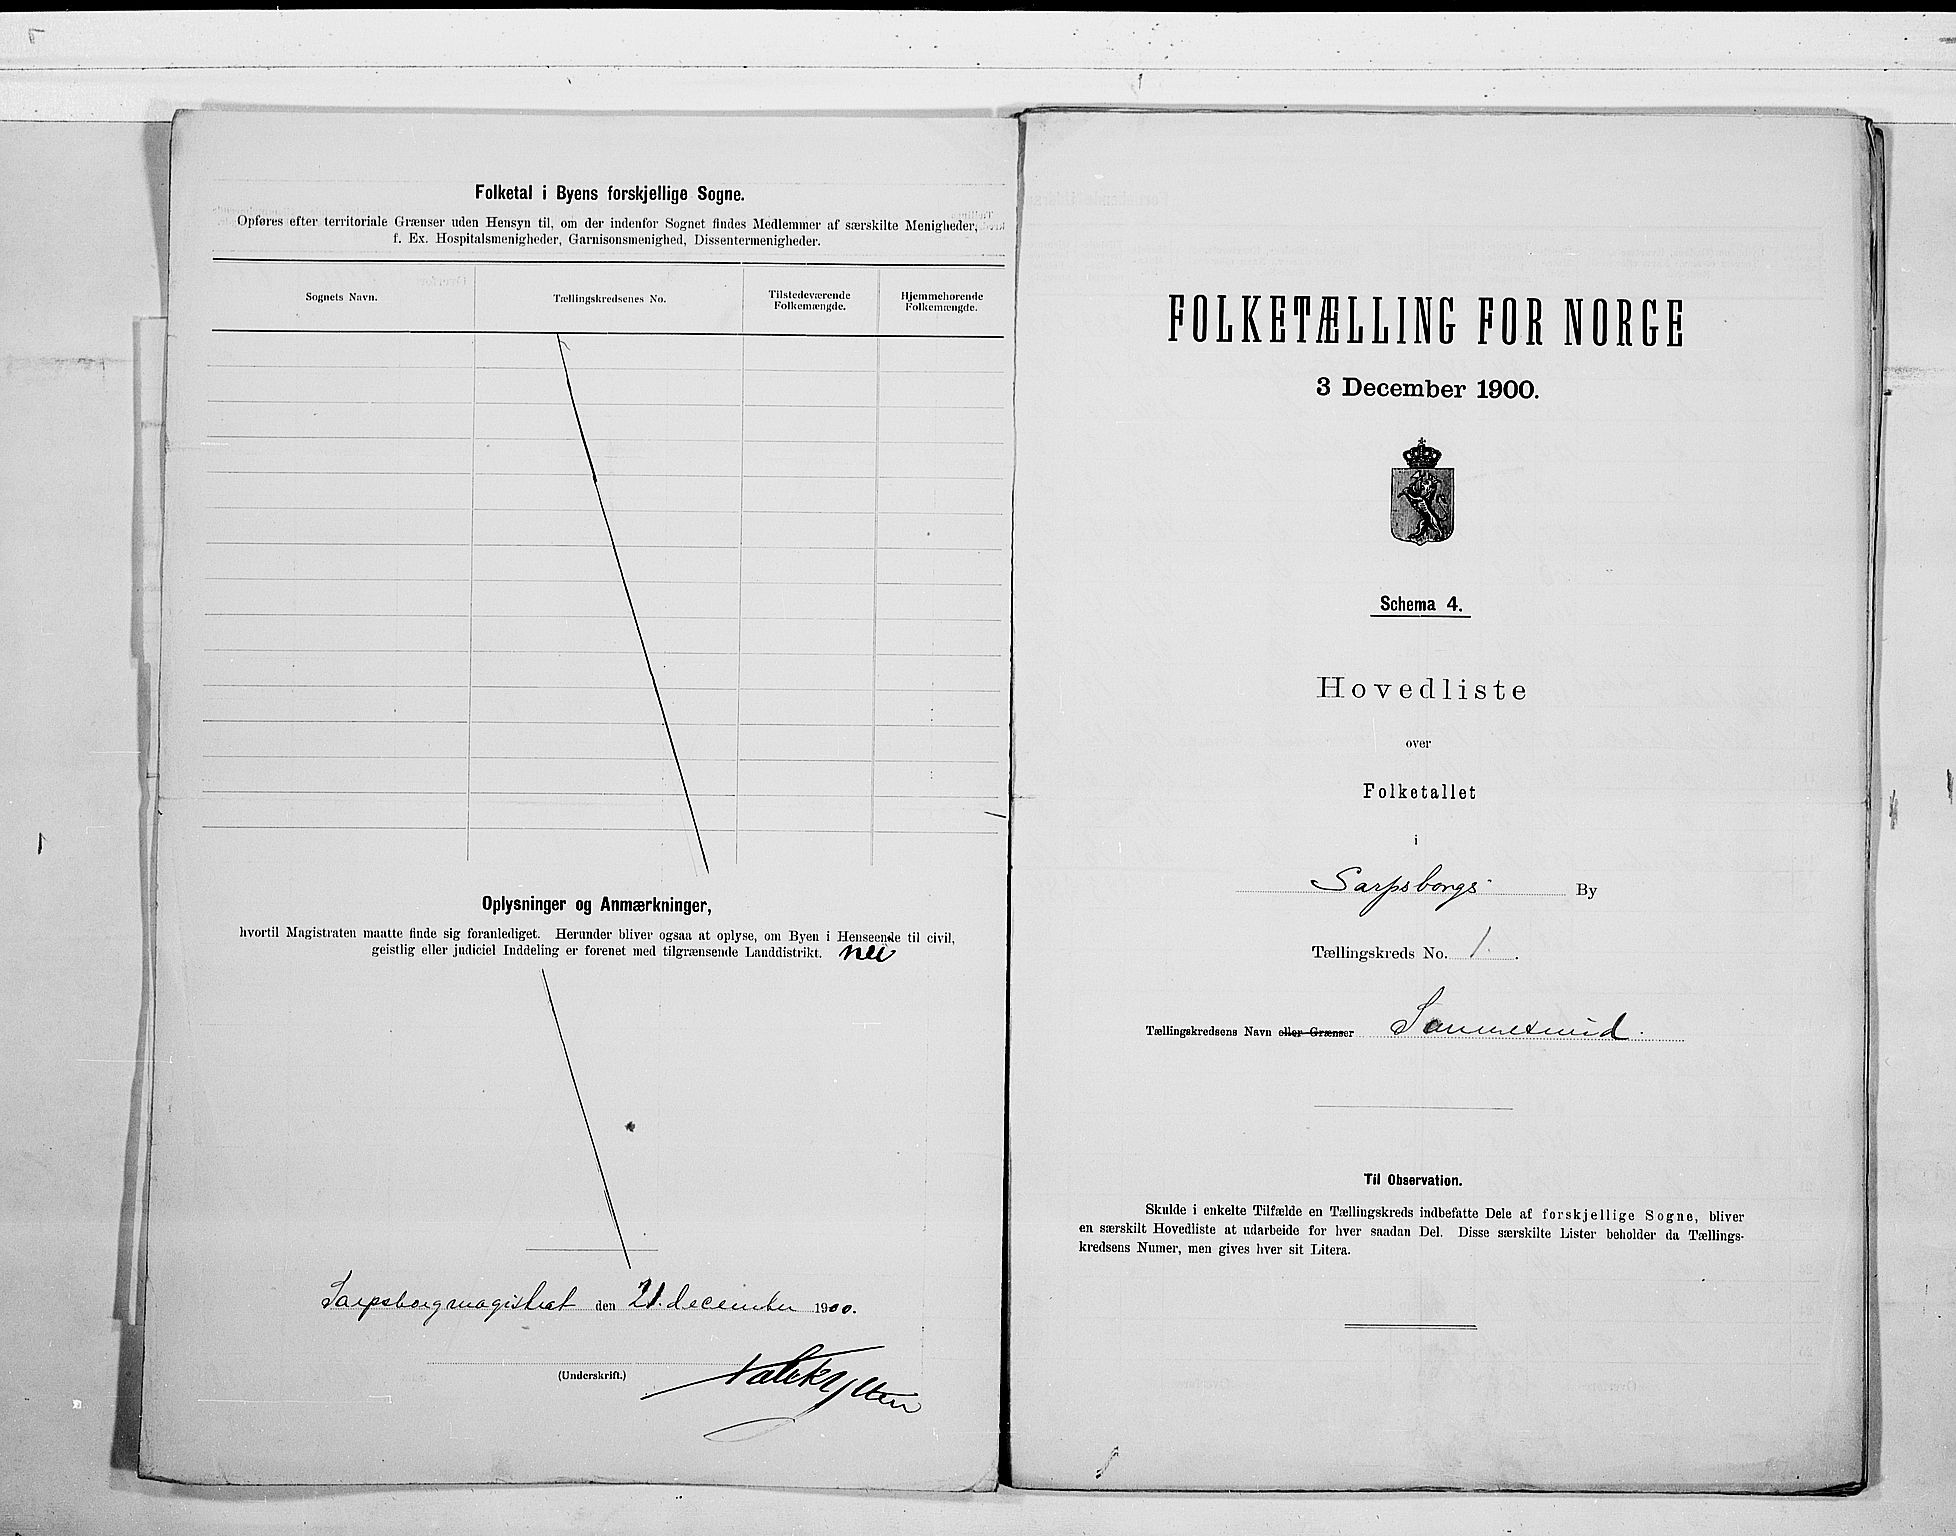 Folketal i Byens forskjellige Sogne.
Opføres efter territoriale Grænser uden Hensyn til, om der indenfor Sognet findes Medlemmer af særskilte Menigheder,
f. Ex. Hospitalsmenigheder, Garnisonsmenighed, Dissentermenigheder.
Sognets Navn.
Tællingskredsenes No.
Tilstedeværende
Folkemængde.
Hjemmehørende
Folkemængde.
Oplysninger og Anmærkninger,
hvortil Magistraten maatte finde sig foranlediget. Herunder bliver ogsaa at oplyse, om Byen i Henseende til civil,
geistlig eller judiciel Inddeling er forenet med tilgrænsende Landdistrikt. nei
Sarpsborg magistrat den 21. december 1900.
(Underskrift.)
FOLKETÆLLING FOR NORGE
3 December 1900.
Schema 4.
Hovedliste
over
Folketallet
i
Sarpsborgs By
Tællingskreds No. 1.
Tællingskredsens Navn eller Grænser Sannesund.
Til Observation.
Skulde i enkelte Tilfælde en Tællingskreds indbefatte Dele af forskjellige Sogne, bliver
en særskilt Hovedliste at udarbeide for hver saadan Del. Disse særskilte Lister beholder da Tællings-
kredsens Numer, men gives hver sit Litera.